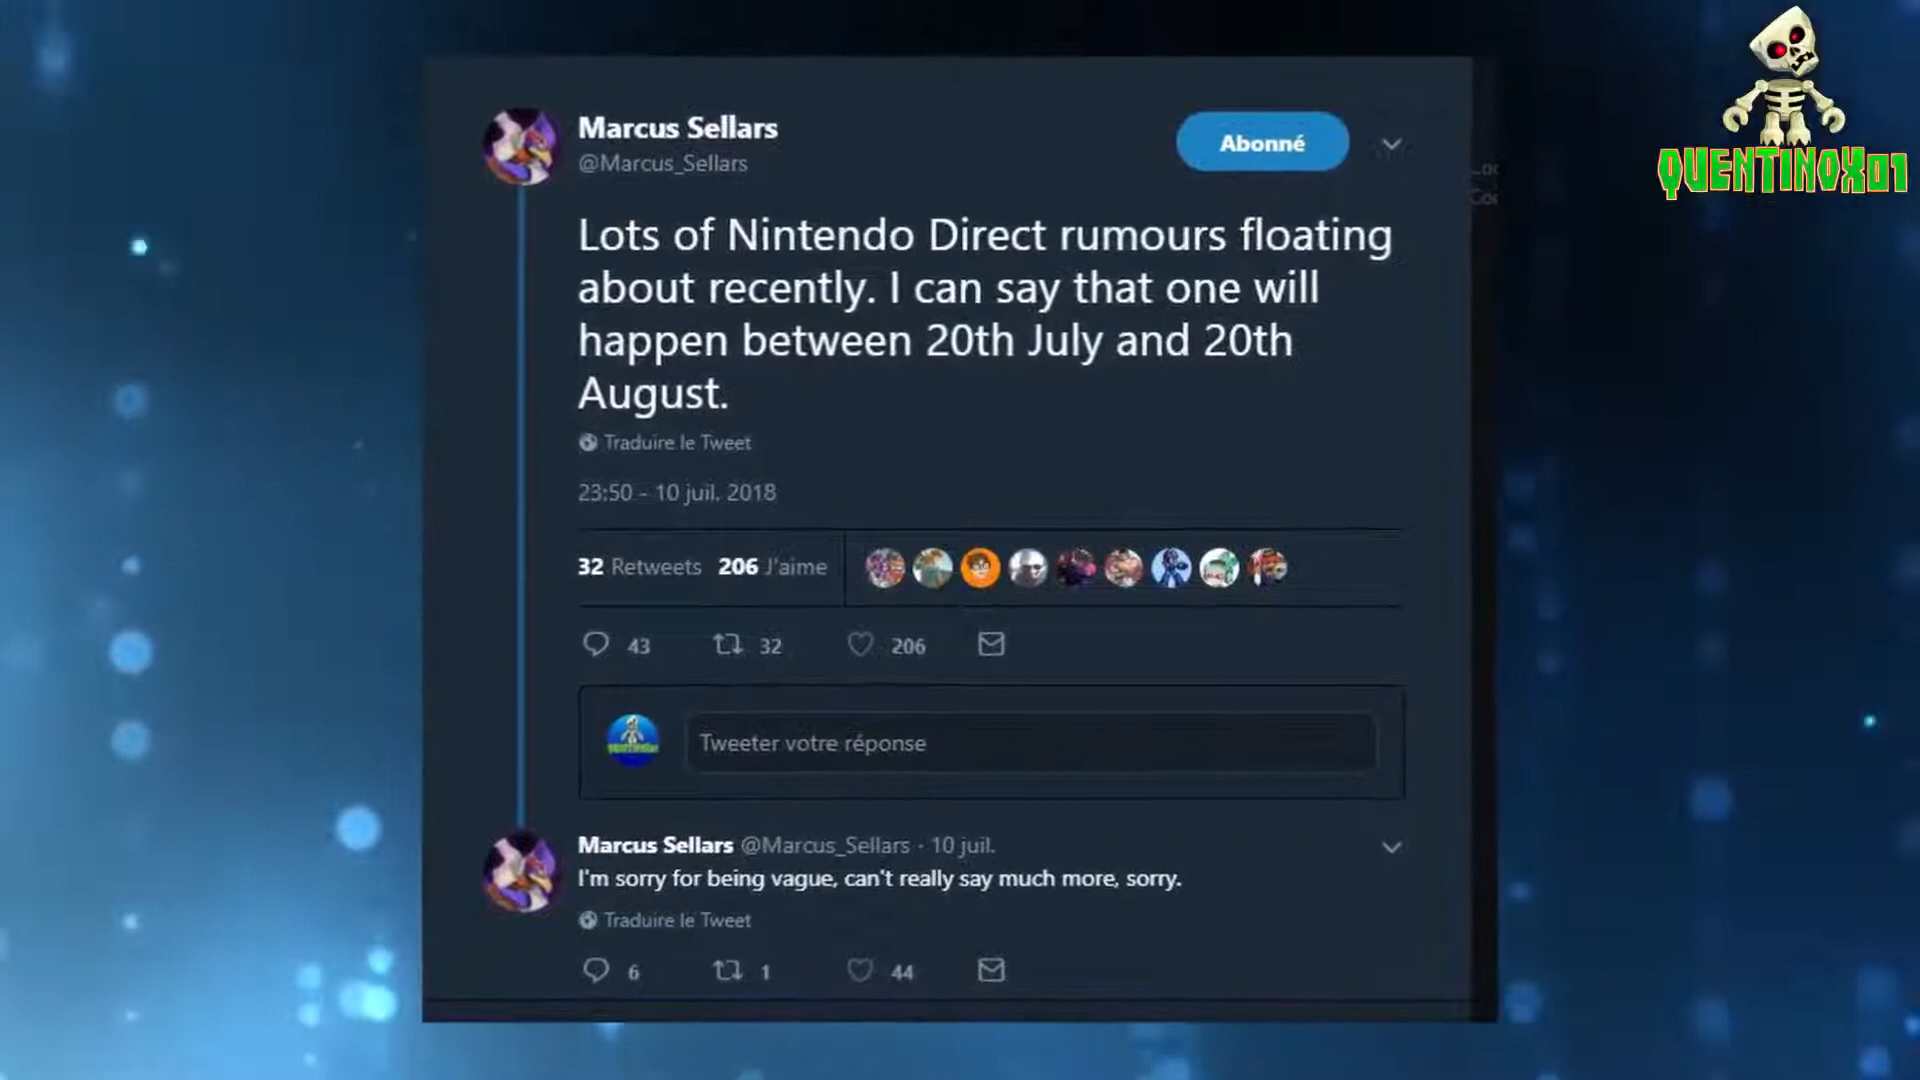 QUENTINOX01
Marcus Sellars
@Marcus_Sellars
Abonné
Lots of Nintendo Direct rumours floating
about recently. I can say that one will
happen between 20th July and 20th
August.
Traduire le Tweet
23:50 - 10 juil. 2018
32 Retweets 206 J'aime
43 32 206
Tweeter votre réponse
Marcus Sellars @Marcus_Sellars · 10 juil.
I'm sorry for being vague, can't really say much more, sorry.
Traduire le Tweet
6 1 44